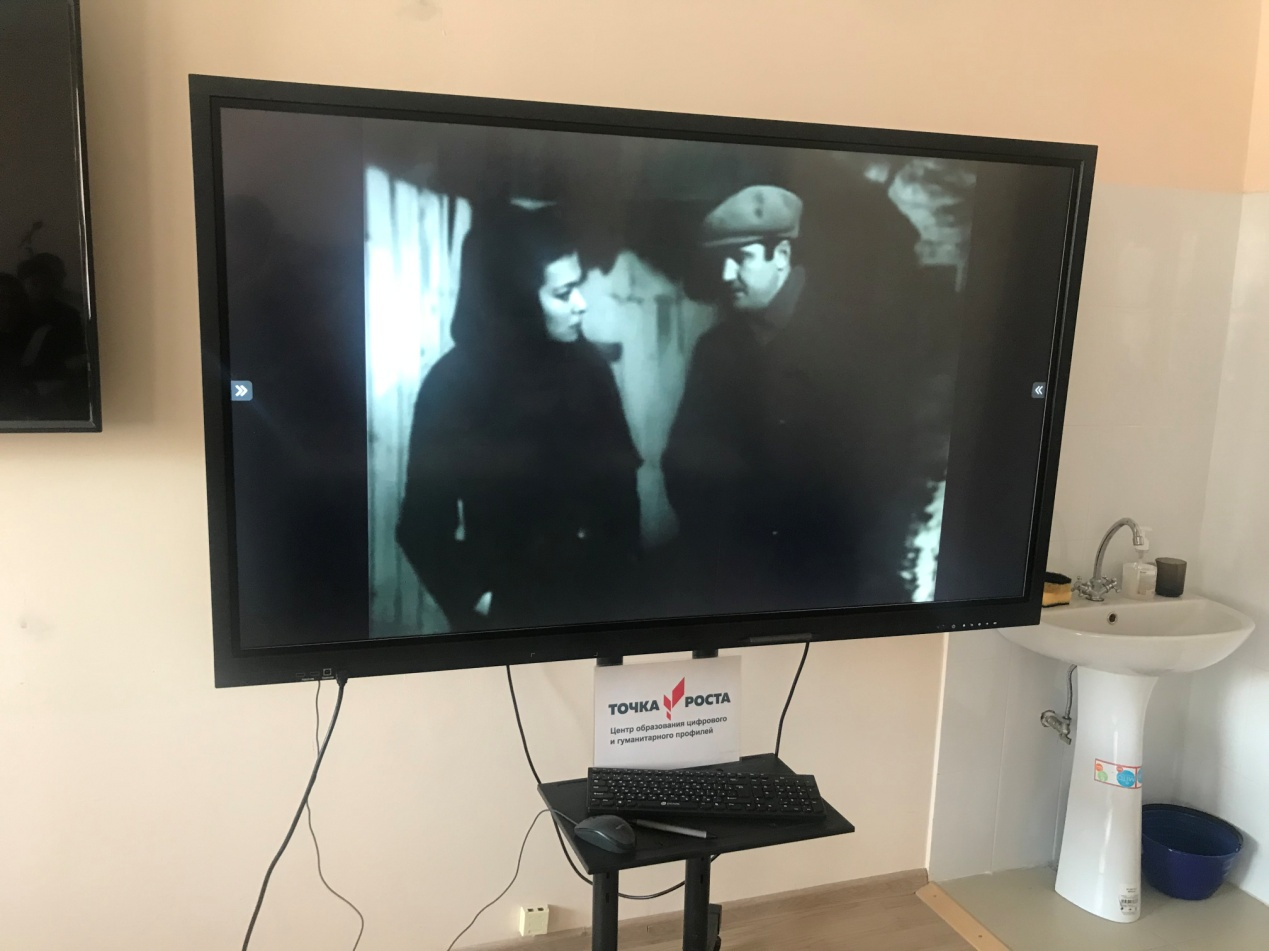 ТОЧКА РОСТА
Центр образования цифрового
и гуманитарного профилей